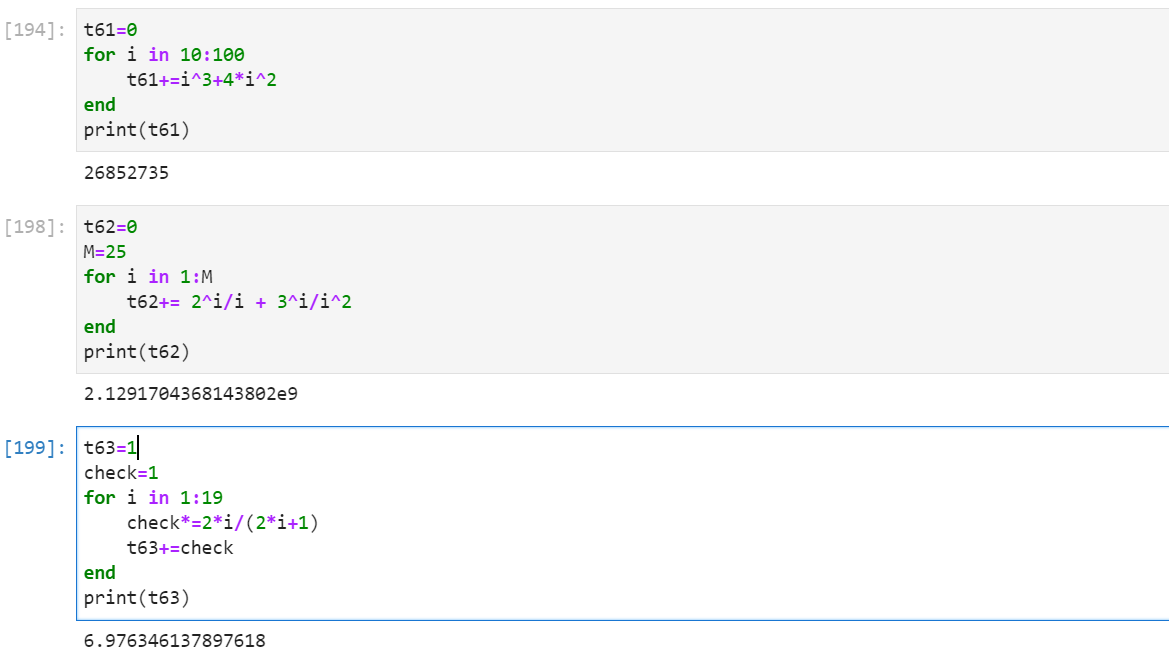 [194]: t61=0
for i in 10:100
    t61+=i^3+4*i^2
end
print(t61)
26852735
[198]: t62=0
M=25
for i in 1:M
    t62+= 2^i/i + 3^i/i^2
end
print(t62)
2.1291704368143802e9
[199]: t63=1
check=1
for i in 1:19
    check*=2*i/(2*i+1)
    t63+=check
end
print(t63)
6.976346137897618